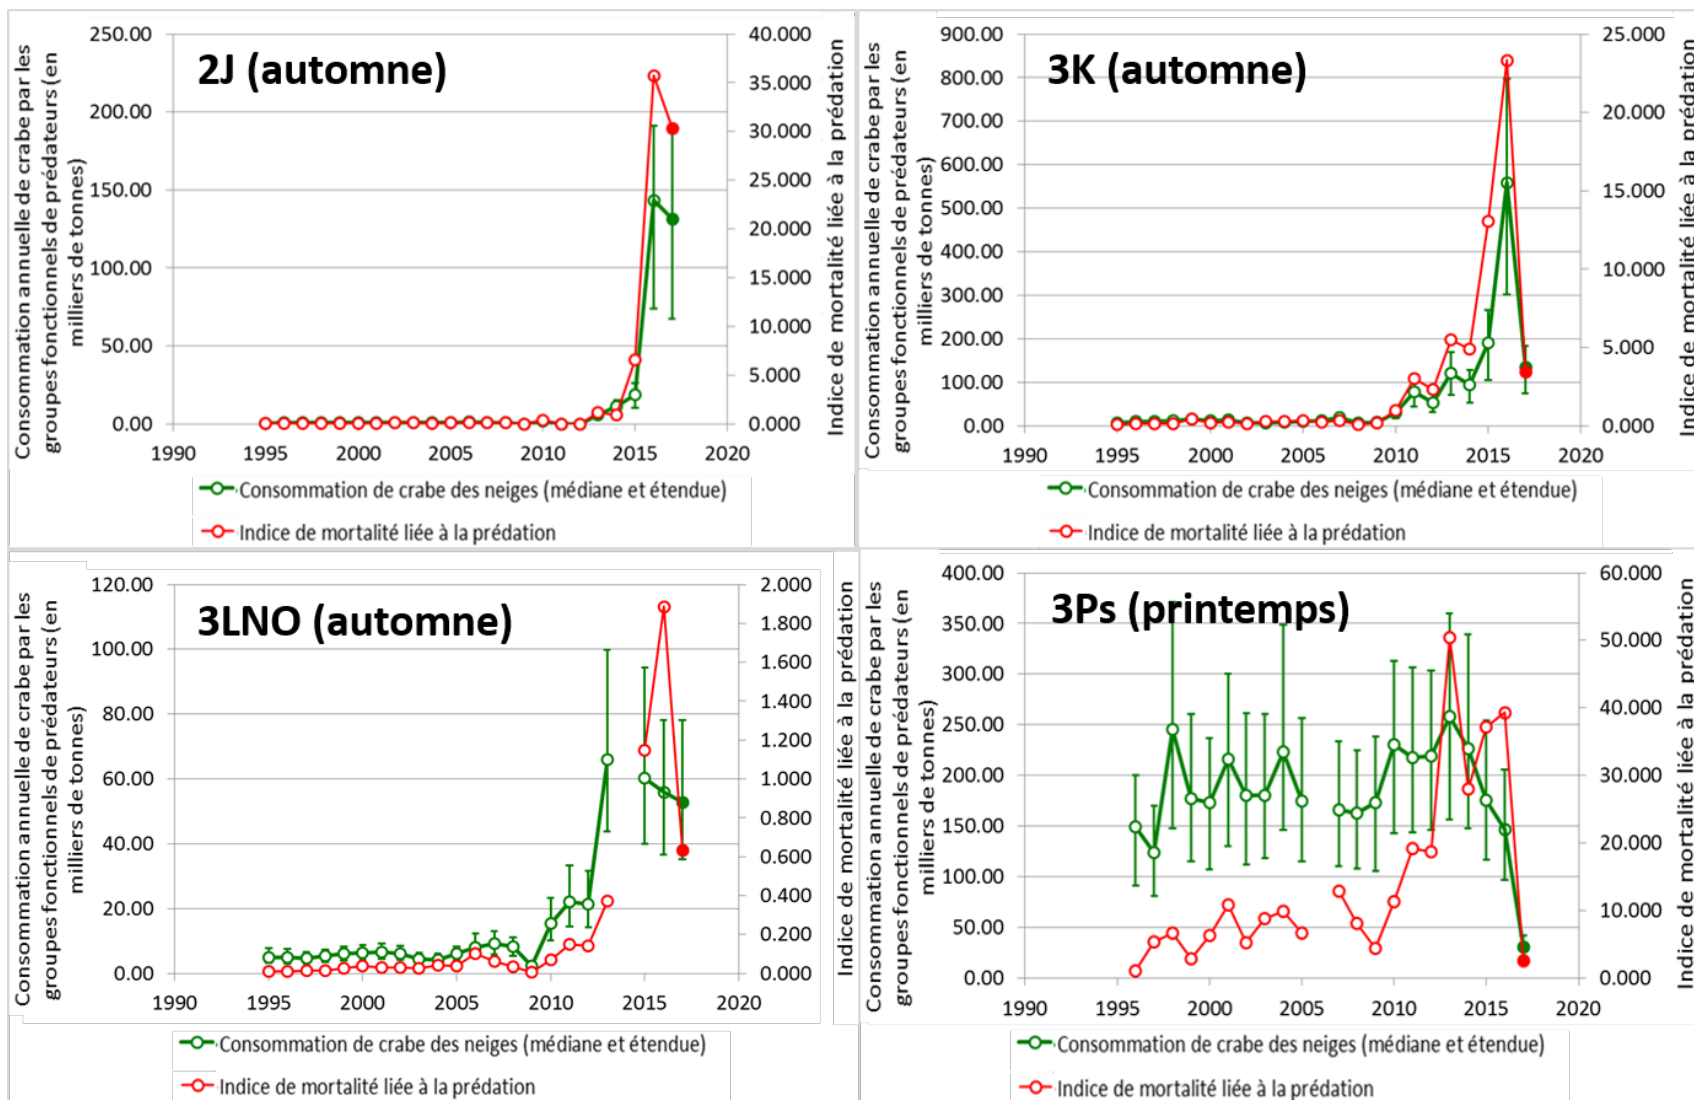 2J (automne)
Consommation annuelle de crabe par les
groupes fonctionnels de prédateurs (en
milliers de tonnes)
250.00
200.00
150.00
100.00
50.00
0.00
40.000
35.000
30.000
25.000
20.000
15.000
10.000
5.000
0.000
Indice de mortalité liée à la prédation
1990 1995 2000 2005 2010 2015 2020
Consommation de crabe des neiges (médiane et étendue)
Indice de mortalité liée à la prédation
3K (automne)
Consommation annuelle de crabe par les
groupes fonctionnels de prédateurs (en
milliers de tonnes)
900.00
800.00
700.00
600.00
500.00
400.00
300.00
200.00
100.00
0.00
25.000
20.000
15.000
10.000
5.000
0.000
Indice de mortalité liée à la prédation
1990 1995 2000 2005 2010 2015 2020
Consommation de crabe des neiges (médiane et étendue)
Indice de mortalité liée à la prédation
3LNO (automne)
Consommation annuelle de crabe par les
groupes fonctionnels de prédateurs (en
milliers de tonnes)
120.00
100.00
80.00
60.00
40.00
20.00
0.00
2.000
1.800
1.600
1.400
1.200
1.000
0.800
0.600
0.400
0.200
0.000
Indice de mortalité liée à la prédation
1990 1995 2000 2005 2010 2015 2020
Consommation de crabe des neiges (médiane et étendue)
Indice de mortalité liée à la prédation
3Ps (printemps)
Consommation annuelle de crabe par les
groupes fonctionnels de prédateurs (en
milliers de tonnes)
400.00
350.00
300.00
250.00
200.00
150.00
100.00
50.00
0.00
60.000
50.000
40.000
30.000
20.000
10.000
0.000
Indice de mortalité liée à la prédation
1990 1995 2000 2005 2010 2015 2020
Consommation de crabe des neiges (médiane et étendue)
Indice de mortalité liée à la prédation